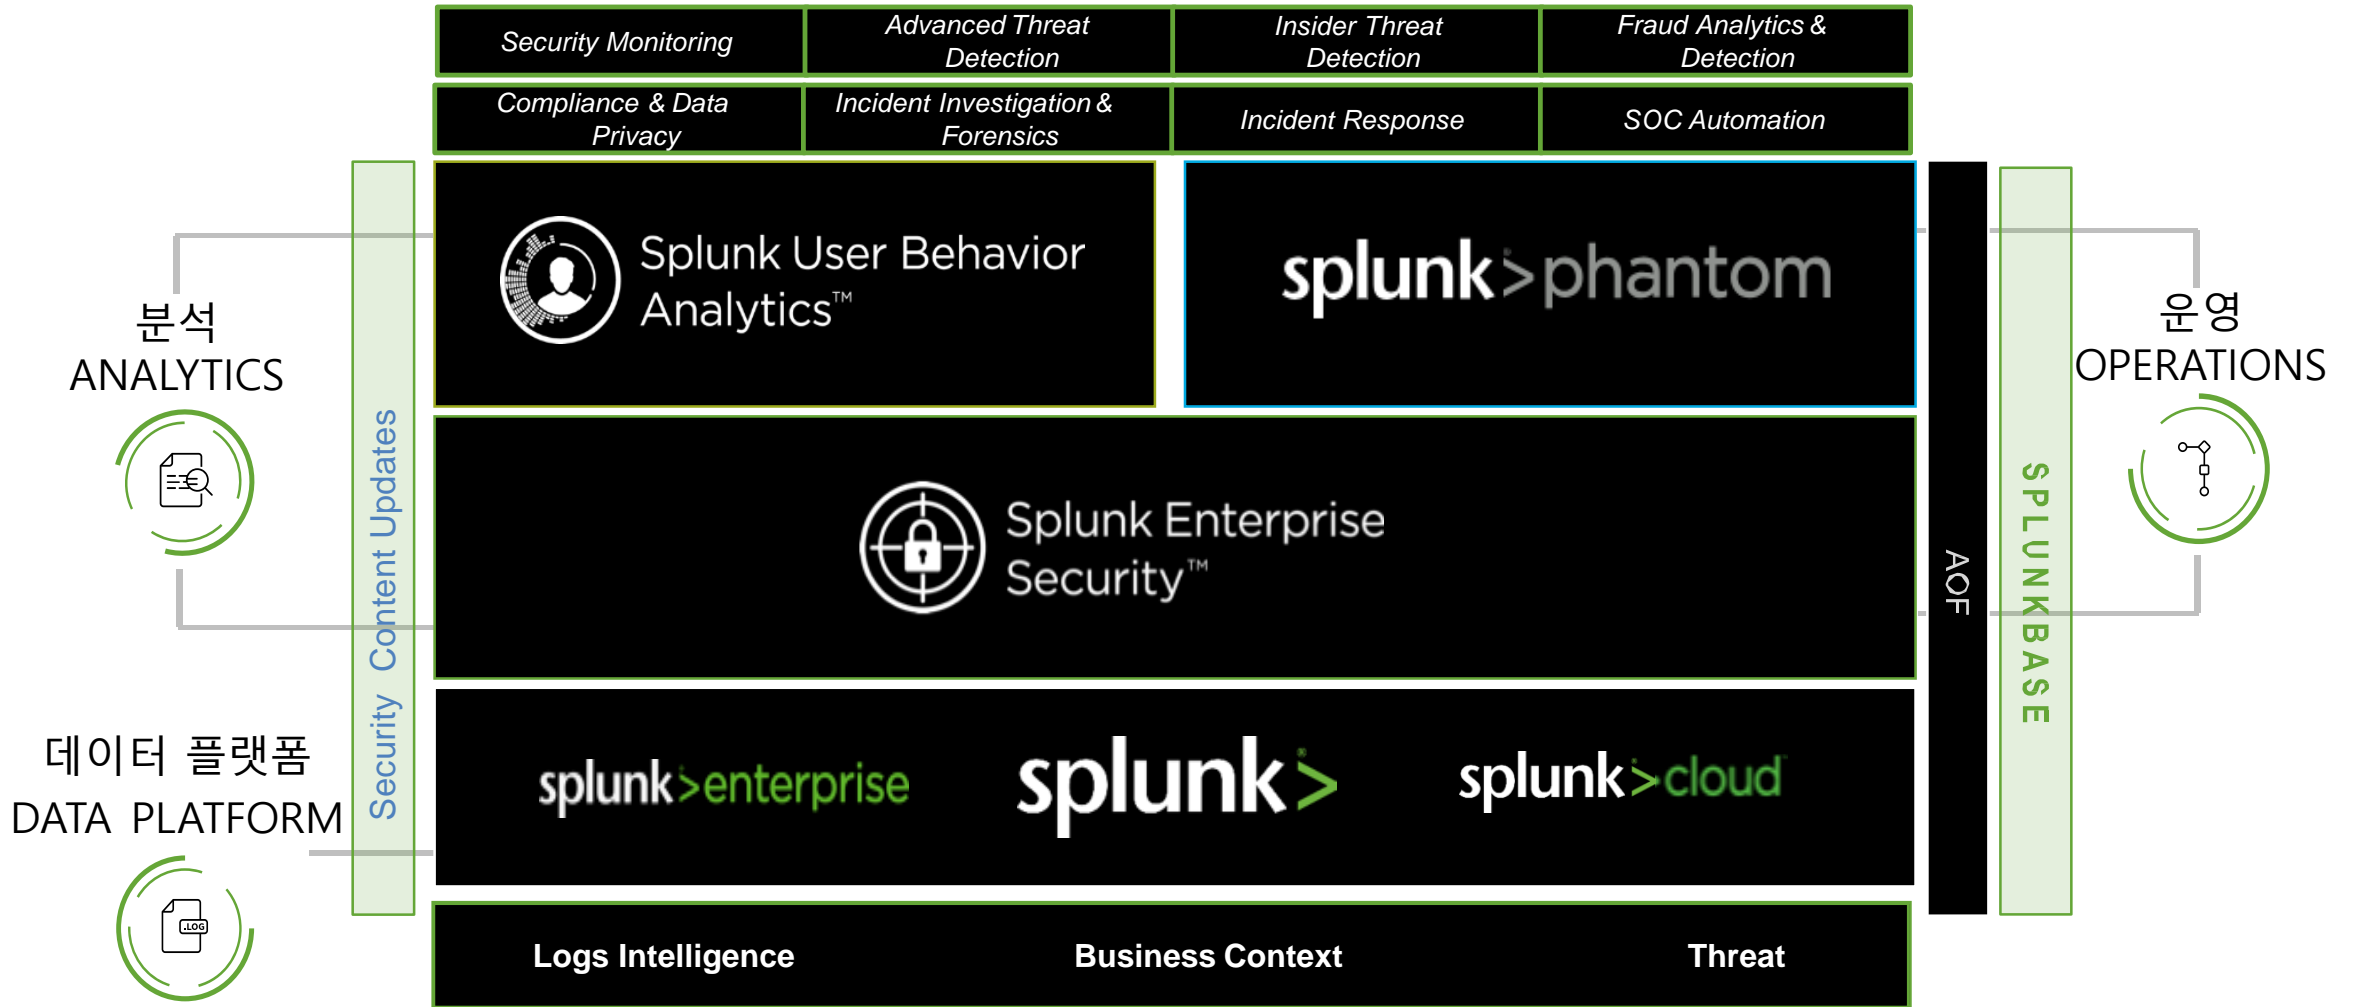 Security Monitoring
Advanced Threat
Detection
Insider Threat
Detection
Fraud Analytics &
Detection
Compliance & Data
Privacy
Incident Investigation &
Forensics
Incident Response
SOC Automation
분석
ANALYTICS
Security Content Updates
Splunk User Behavior
Analytics™
splunk>phantom
운영
OPERATIONS
AOF
SPLUNKBASE
Splunk Enterprise
Security™
데이터 플랫폼
DATA PLATFORM
.LOG
splunk>enterprise
splunk>®
splunk>cloud™
Logs Intelligence
Business Context
Threat